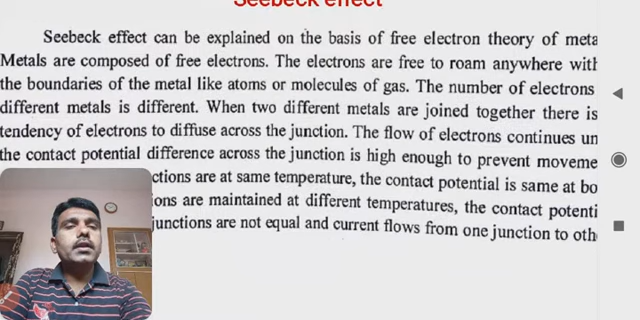 Seebeck effect
Seebeck effect can be explained on the basis of free electron theory of meta
Metals are composed of free electrons. The electrons are free to roam anywhere with
the boundaries of the metal like atoms or molecules of gas. The number of electrons
different metals is different. When two different metals are joined together there is
tendency of electrons to diffuse across the junction. The flow of electrons continues un
the contact potential difference across the junction is high enough to prevent moveme
ctions are at same temperature, the contact potential is same at bo
ions are maintained at different temperatures, the contact potenti
junctions are not equal and current flows from one junction to oth